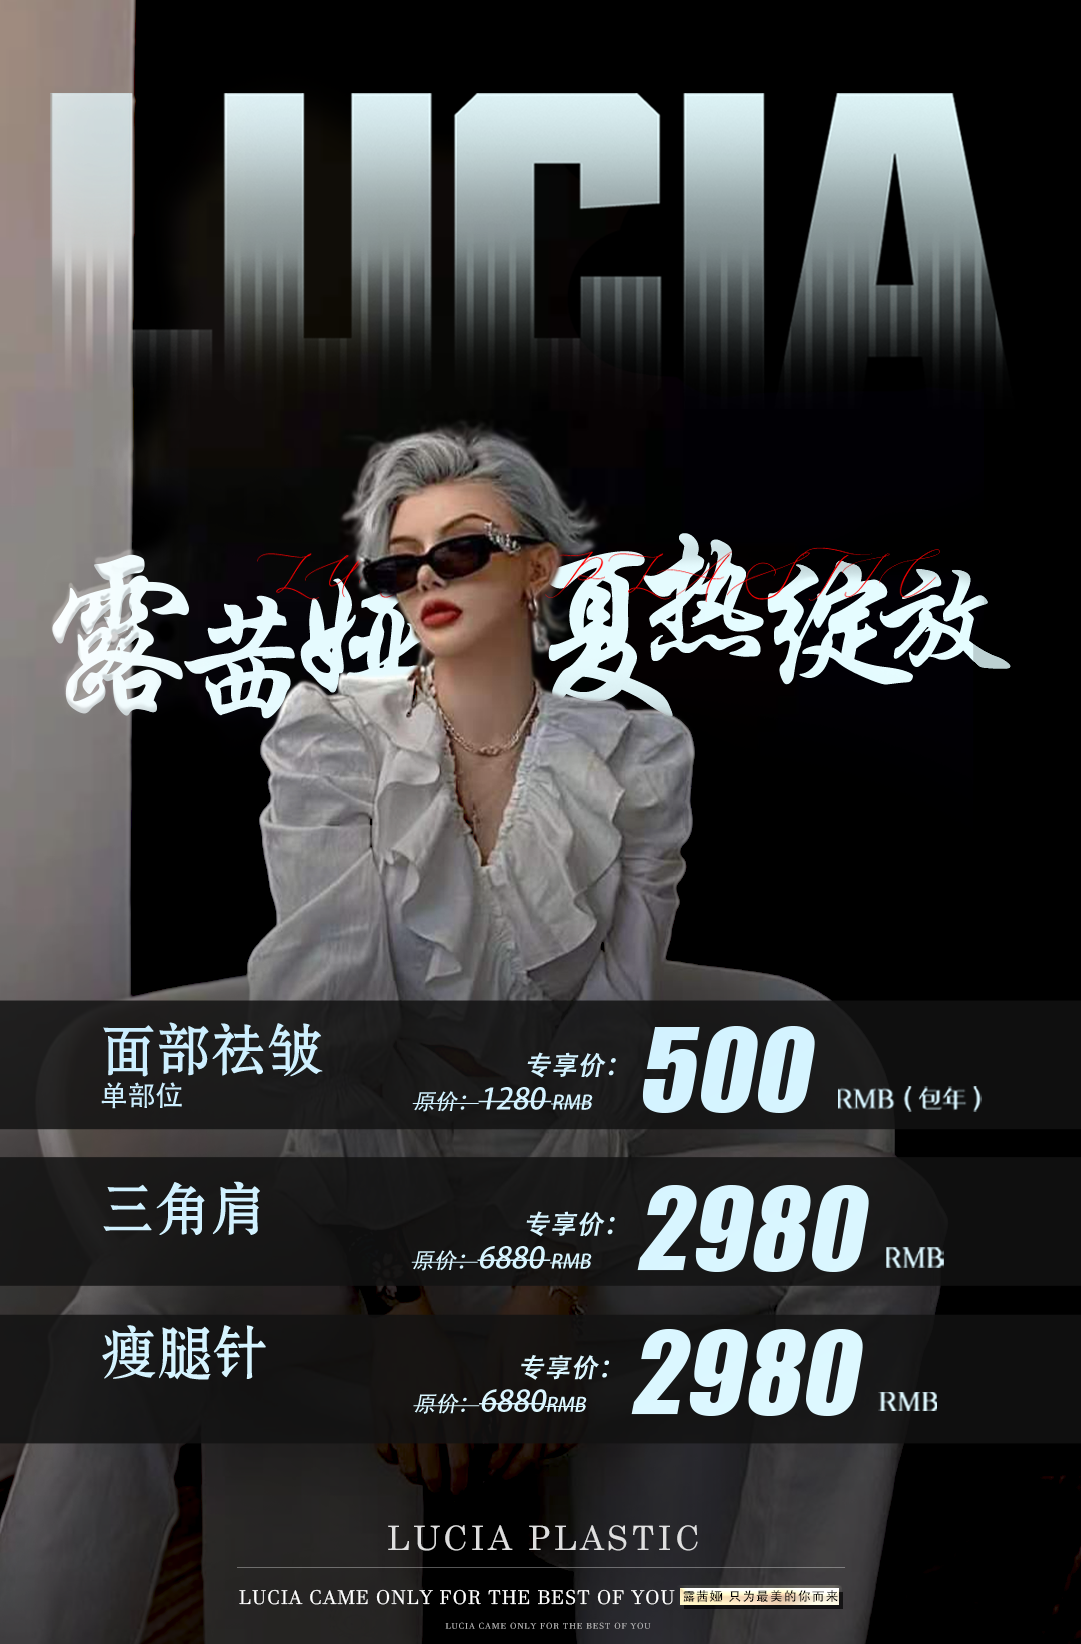 LUCIA
露茜娅 夏热绽放
PLASTIC
面部祛皱
单部位
专享价：
原价：1280 RMB
500
RMB（包年）
三角肩
专享价：
原价：6880 RMB
2980
RMB
瘦腿针
专享价：
原价：6880RMB
2980
RMB
LUCIA PLASTIC
LUCIA CAME ONLY FOR THE BEST OF YOU 露茜娅 只为最美的你而来
LUCIA CAME ONLY FOR THE BEST OF YOU